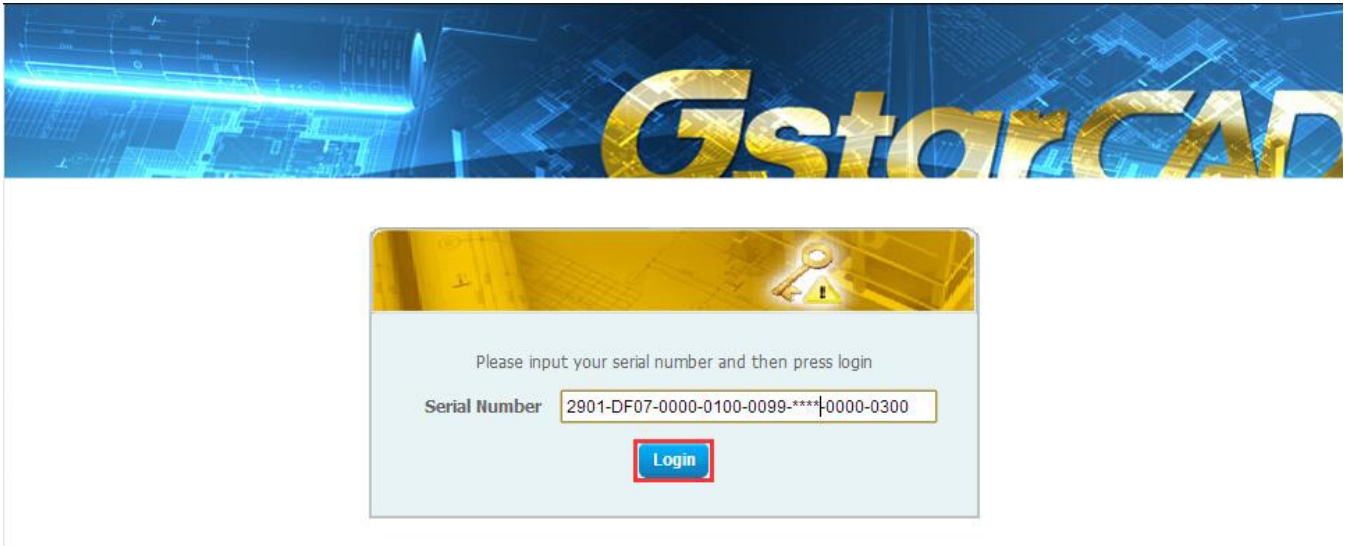 GstarCAD
Please input your serial number and then press login
Serial Number 2901-DF07-0000-0100-0099-****-0000-0300
Login